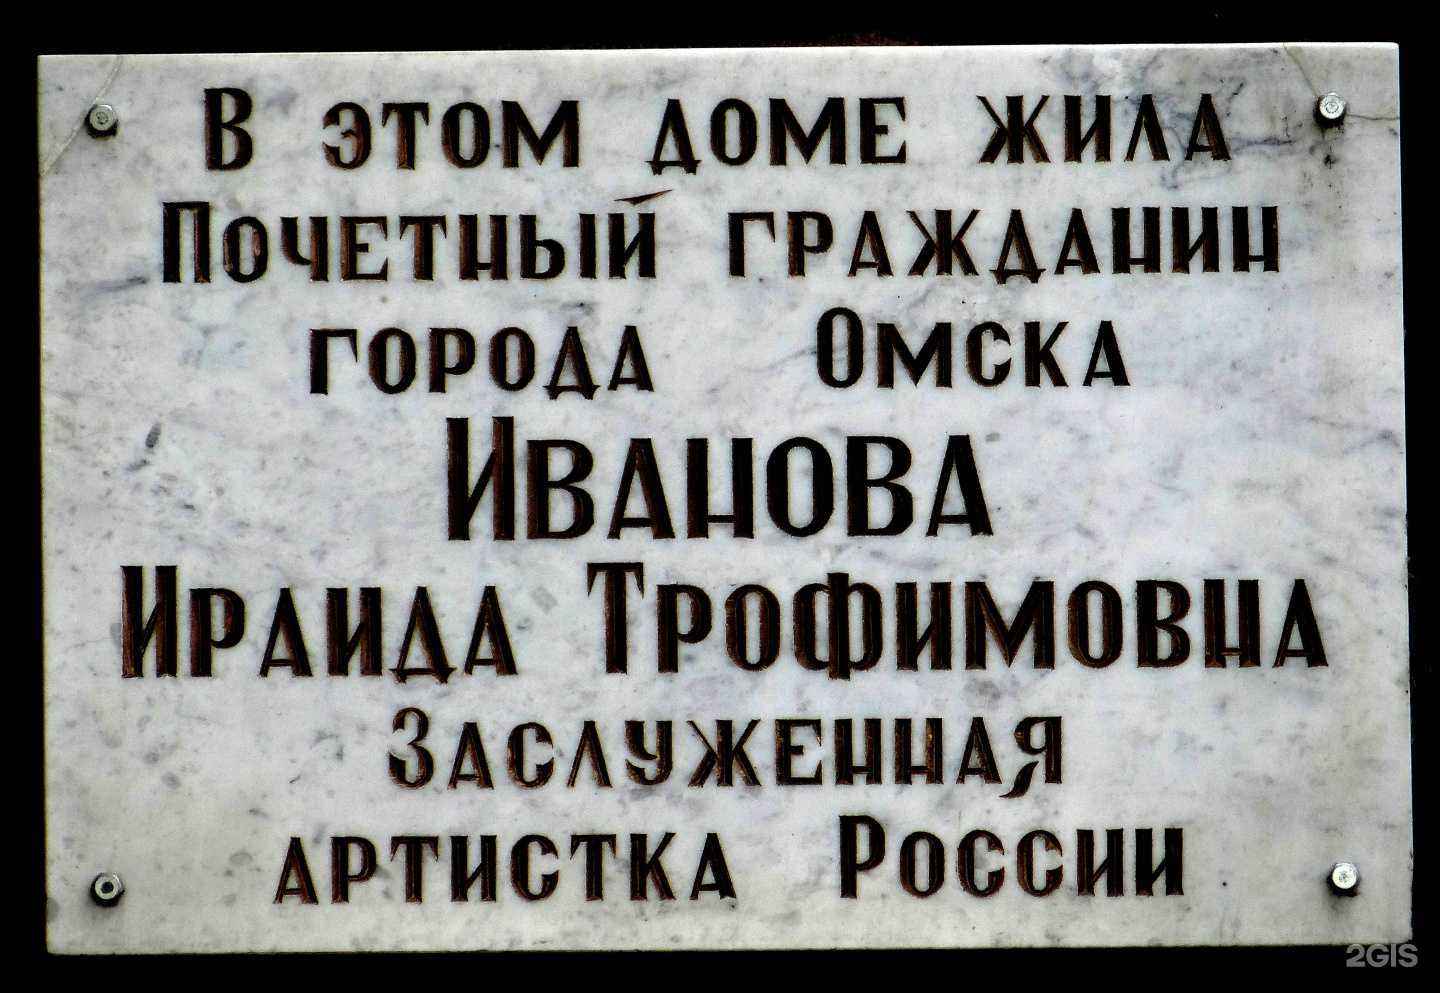 В этом доме жила
Почетный гражданин
города Омска
Иванова
Ираида Трофимовна
Заслуженная
артистка России
2GIS